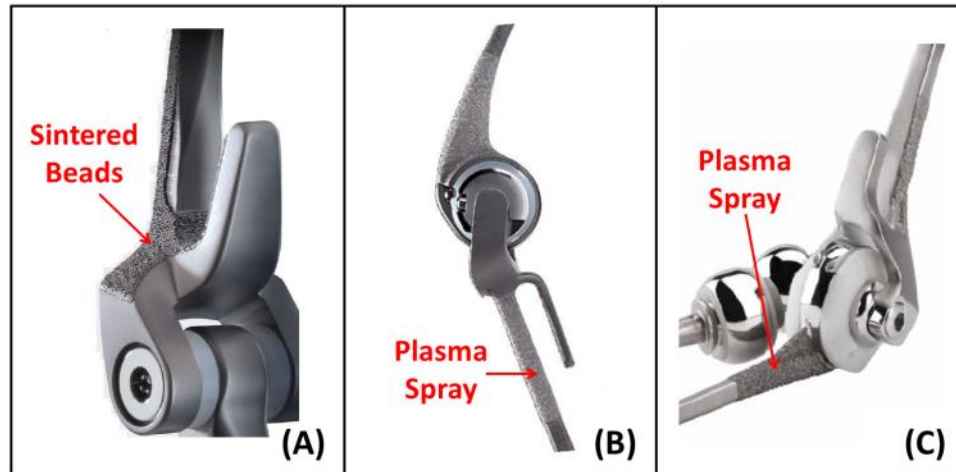 Sintered
Beads
(A)
Plasma
Spray
(B)
Plasma
Spray
(C)